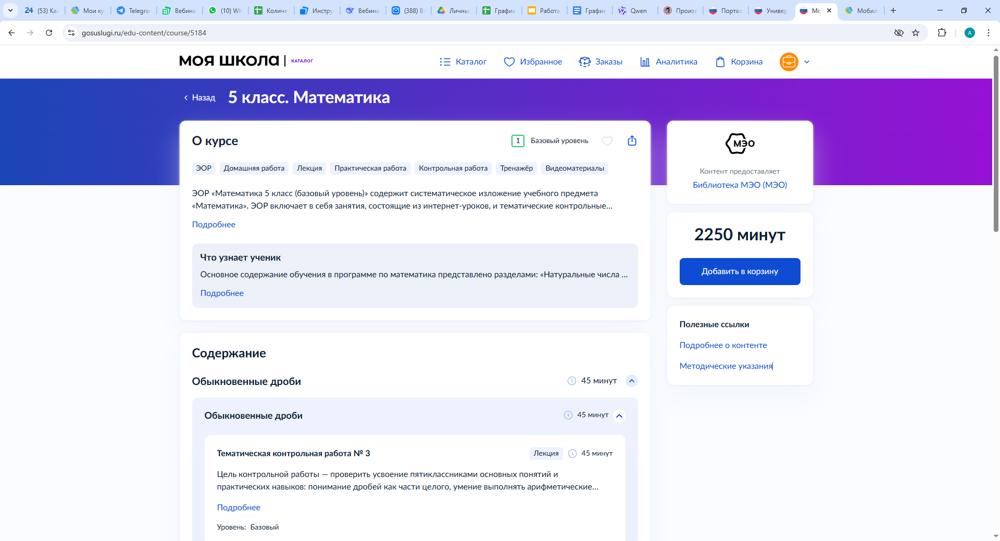 24 (53) Ка
Мои ку
Telegra
Вебина
(10) Wh
Количе
Инстру
Вебина
(388) В
Личны
График
Работа
График
Qwen
Произв
Портал
Универ
Мо
Мобил
gosuslugi.ru/edu-content/course/5184
A
МОЯ ШКОЛА | КАТАЛОГ
Каталог
Избранное
Заказы
Аналитика
Корзина
Назад
5 класс. Математика
О курсе
1 Базовый уровень
ЭОР Домашняя работа Лекция Практическая работа Контрольная работа Тренажёр Видеоматериалы
ЭОР «Математика 5 класс (базовый уровень)» содержит систематическое изложение учебного предмета
«Математика». ЭОР включает в себя занятия, состоящие из интернет-уроков, и тематические контрольные...
Подробнее
Что узнает ученик
Основное содержание обучения в программе по математика представлено разделами: «Натуральные числа ...
Подробнее
МЭО
Контент предоставляет
Библиотека МЭО (МЭО)
2250 минут
Добавить в корзину
Полезные ссылки
Подробнее о контенте
Методические указания
Содержание
Обыкновенные дроби
45 минут
Обыкновенные дроби
45 минут
Тематическая контрольная работа № 3
Лекция 45 минут
Цель контрольной работы — проверить усвоение пятиклассниками основных понятий и
практических навыков: понимание дробей как части целого, умение выполнять арифметические...
Подробнее
Уровень: Базовый